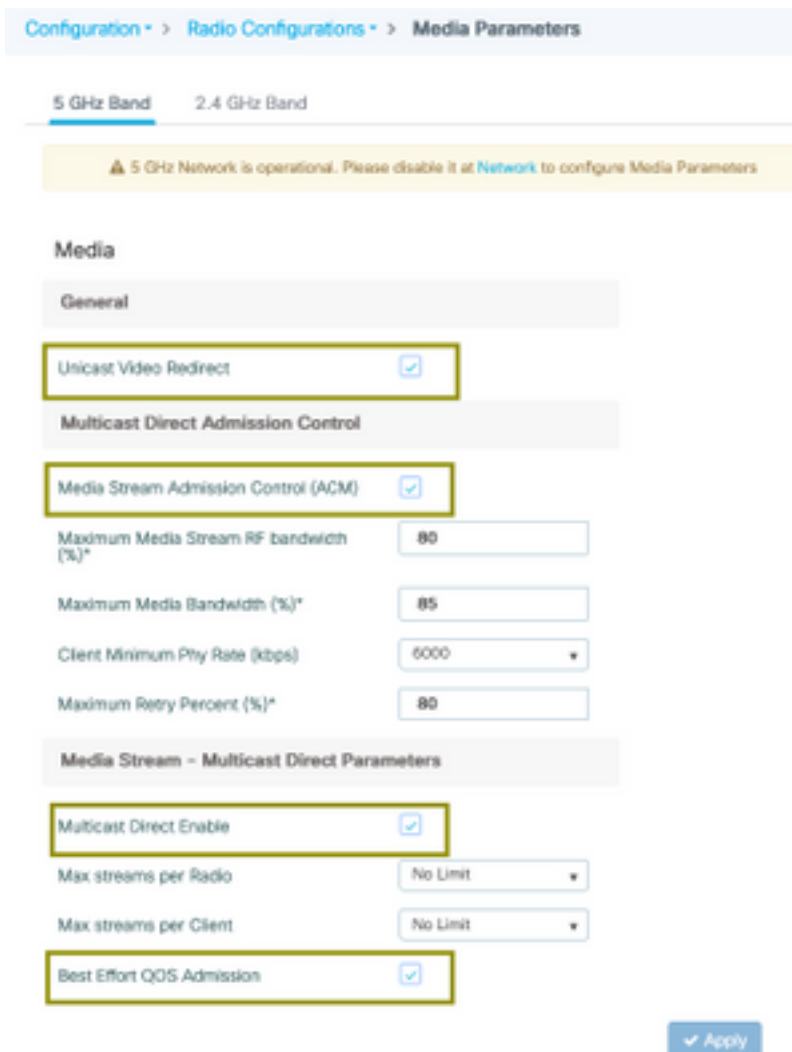 Configuration > Radio Configurations > Media Parameters
5 GHz Band 2.4 GHz Band
5 GHz Network is operational. Please disable it at Network to configure Media Parameters
Media
General
Unicast Video Redirect
Multicast Direct Admission Control
Media Stream Admission Control (ACM)
Maximum Media Stream RF bandwidth 80
(%)*
Maximum Media Bandwidth (%)* 85
Client Minimum Phy Rate (kbps) 6000
Maximum Retry Percent (%)* 80
Media Stream - Multicast Direct Parameters
Multicast Direct Enable
Max streams per Radio No Limit
Max streams per Client No Limit
Best Effort QOS Admission
Apply